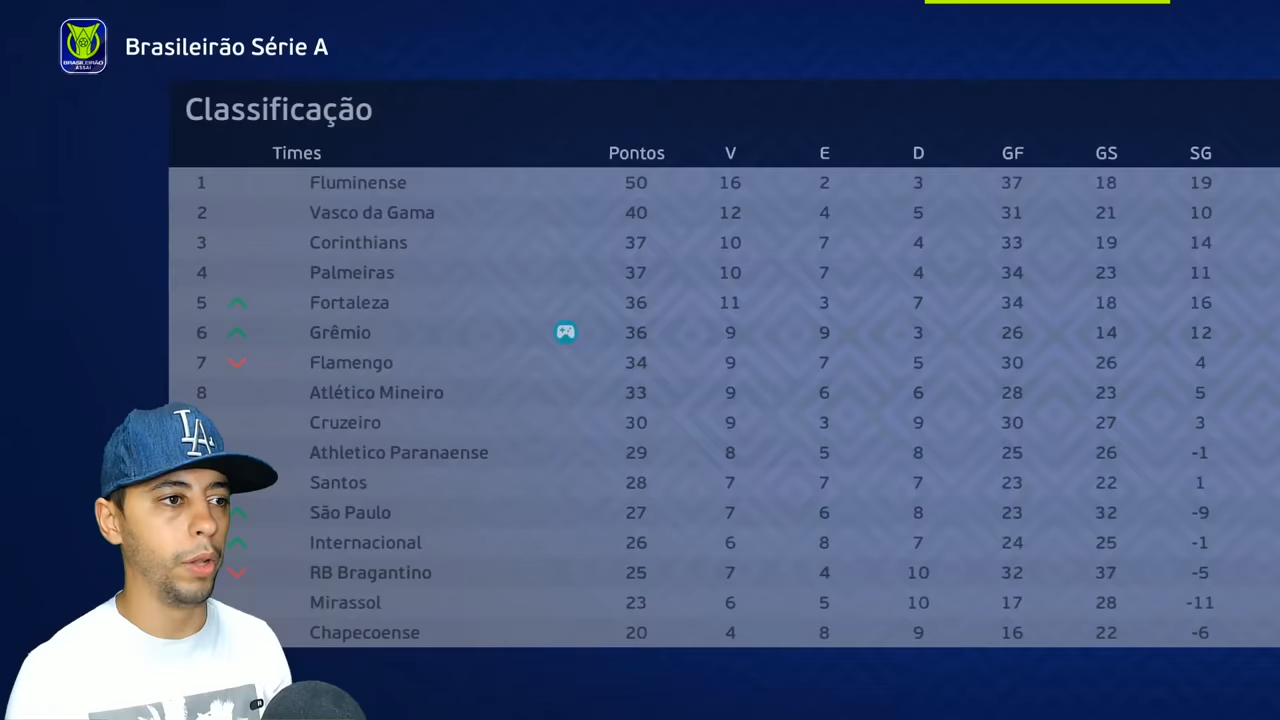 Brasileirão Série A
BRASILEIRÃO
ASSAÍ
Classificação
Times Pontos V E D GF GS SG
1 Fluminense 50 16 2 3 37 18 19
2 Vasco da Gama 40 12 4 5 31 21 10
3 Corinthians 37 10 7 4 33 19 14
4 Palmeiras 37 10 7 4 34 23 11
5 Fortaleza 36 11 3 7 34 18 16
6 Grêmio 36 9 9 3 26 14 12
7 Flamengo 34 9 7 5 30 26 4
8 Atlético Mineiro 33 9 6 6 28 23 5
Cruzeiro 30 9 3 9 30 27 3
Athletico Paranaense 29 8 5 8 25 26 -1
Santos 28 7 7 7 23 22 1
São Paulo 27 7 6 8 23 32 -9
Internacional 26 6 8 7 24 25 -1
RB Bragantino 25 7 4 10 32 37 -5
Mirassol 23 6 5 10 17 28 -11
Chapecoense 20 4 8 9 16 22 -6
LA